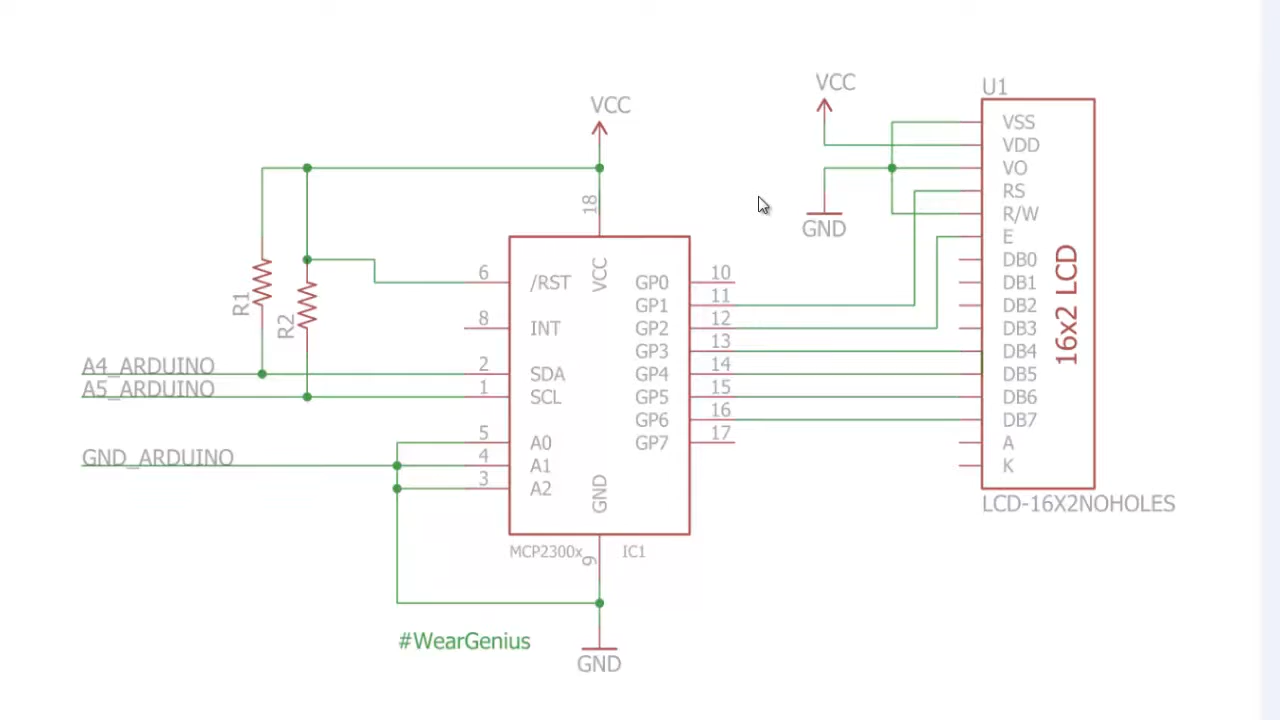 VCC
U1
VCC
VSS
VDD
VO
RS
R/W
E
DB0
DB1
DB2
DB3
DB4
DB5
DB6
DB7
A
K
16x2 LCD
LCD-16X2NOHOLES
GND
18
VCC
R1
R2
6
/RST
8
INT
A4_ARDUINO
2
SDA
A5_ARDUINO
1
SCL
5
A0
GND_ARDUINO
4
A1
3
A2
GND
GP0
10
GP1
11
GP2
12
GP3
13
GP4
14
GP5
15
GP6
16
GP7
17
MCP2300x
9
IC1
#WearGenius
GND